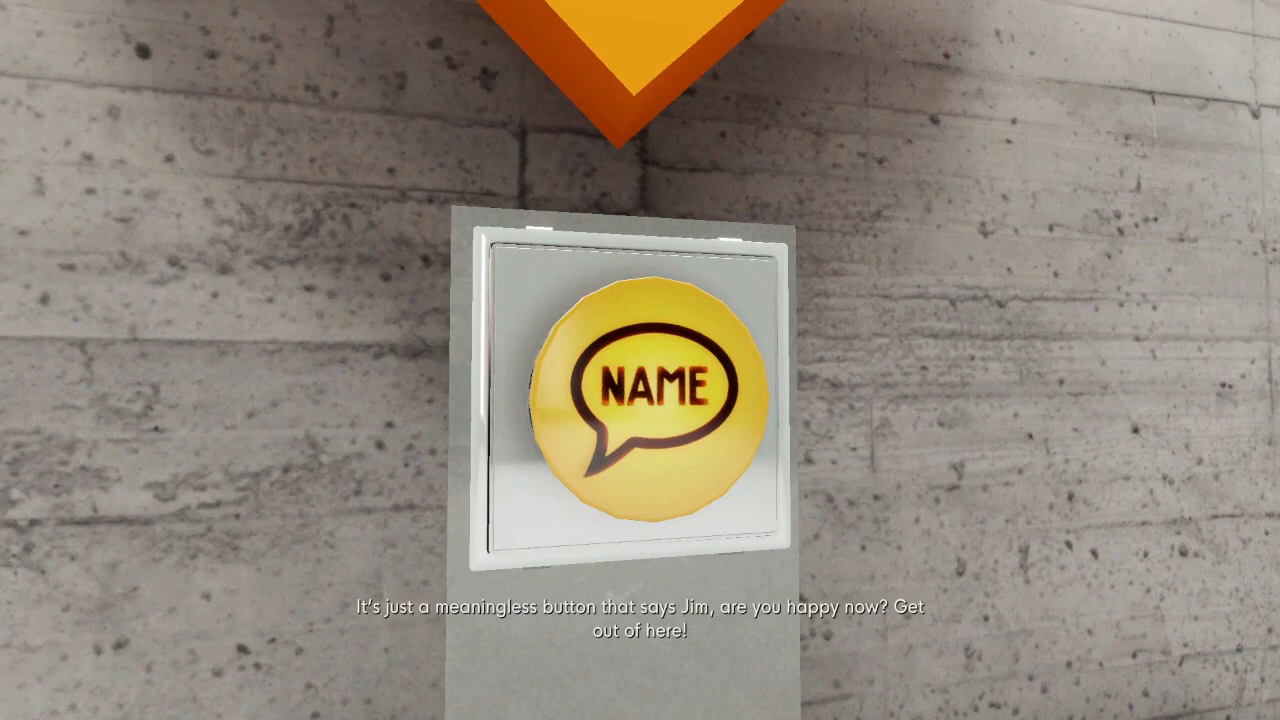 NAME
It's just a meaningless button that says Jim, are you happy now? Get
out of here!